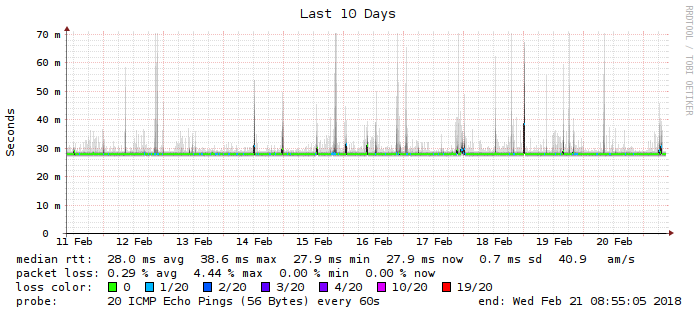 Last 10 Days
RRDTOOL / TOBI OETIKER
Seconds
70 m
60 m
50 m
40 m
30 m
20 m
10 m
0
11 Feb 12 Feb 13 Feb 14 Feb 15 Feb 16 Feb 17 Feb 18 Feb 19 Feb 20 Feb
median rtt: 28.0 ms avg 38.6 ms max 27.9 ms min 27.9 ms now 0.7 ms sd 40.9 am/s
packet loss: 0.29 % avg 4.44 % max 0.00 % min 0.00 % now
loss color: 0 1/20 2/20 3/20 4/20 10/20 19/20
probe: 20 ICMP Echo Pings (56 Bytes) every 60s end: Wed Feb 21 08:55:05 2018